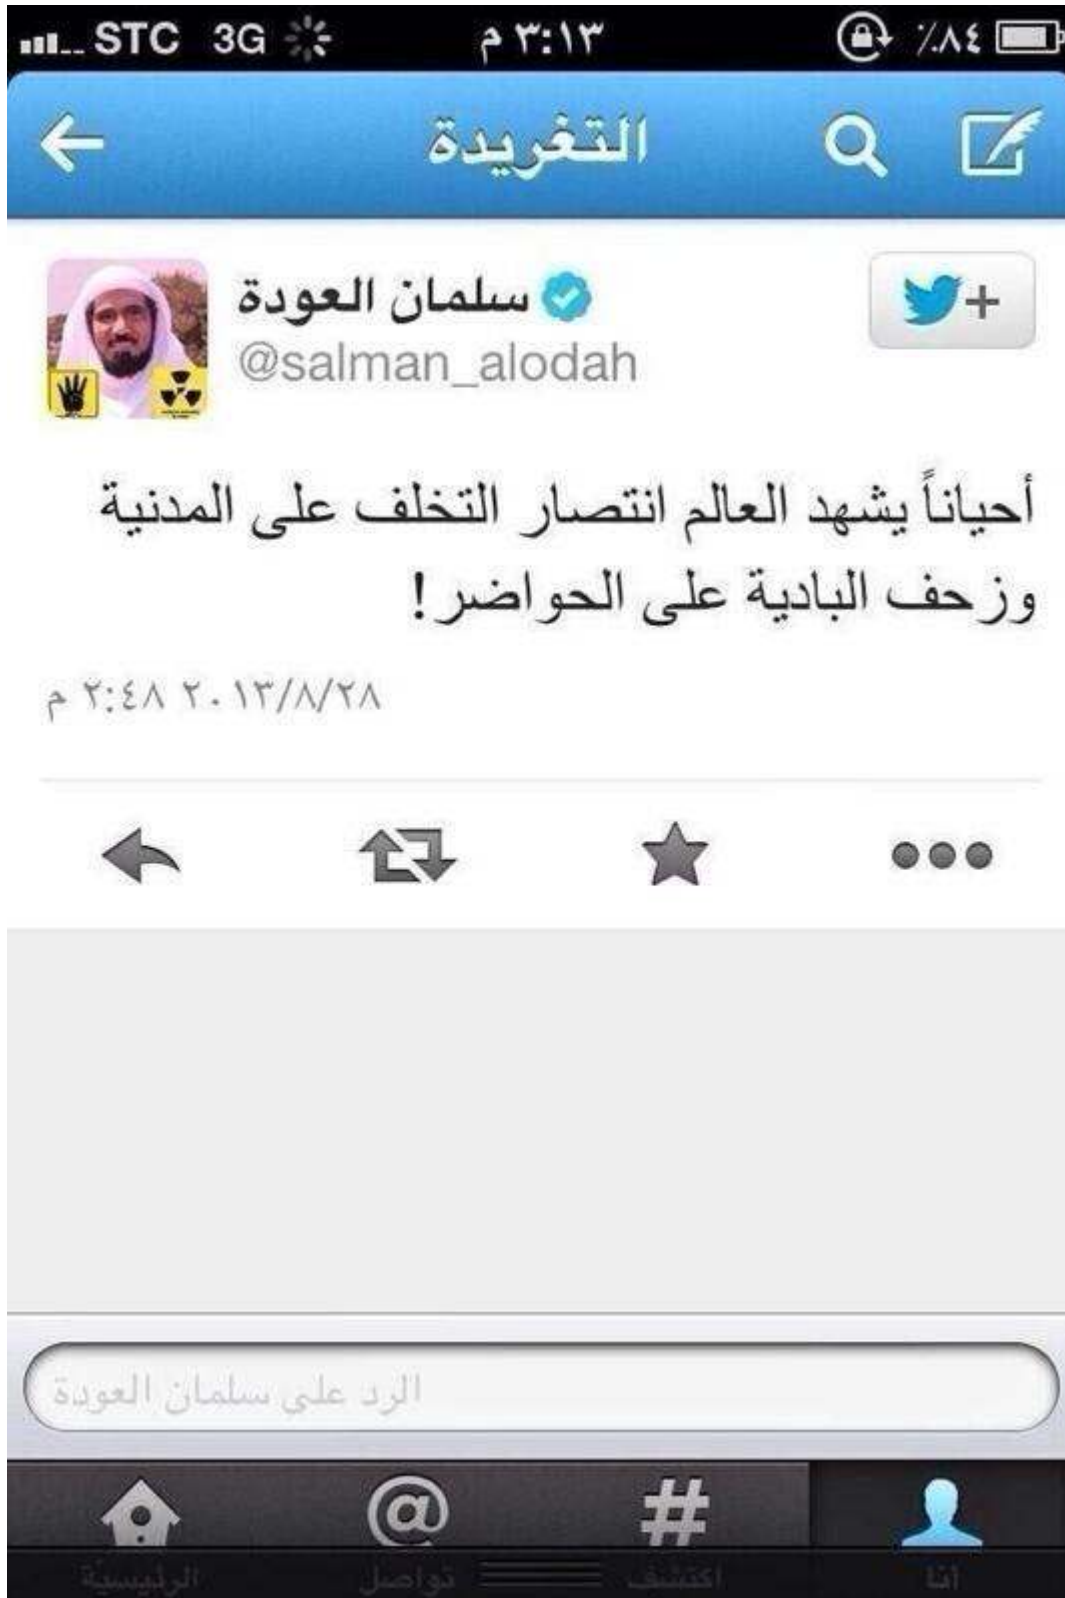 STC 3G ٣:١٣ م ٪٨٤
التغريدة
سلمان العودة
@salman_alodah
أحياناً يشهد العالم انتصار التخلف على المدنية
وزحف البادية على الحواضر!
٢٠١٣/٨/٢٨ ٢:٤٨ م
الرد على سلمان العودة
الرئيسية تواصل اكتشف أنا